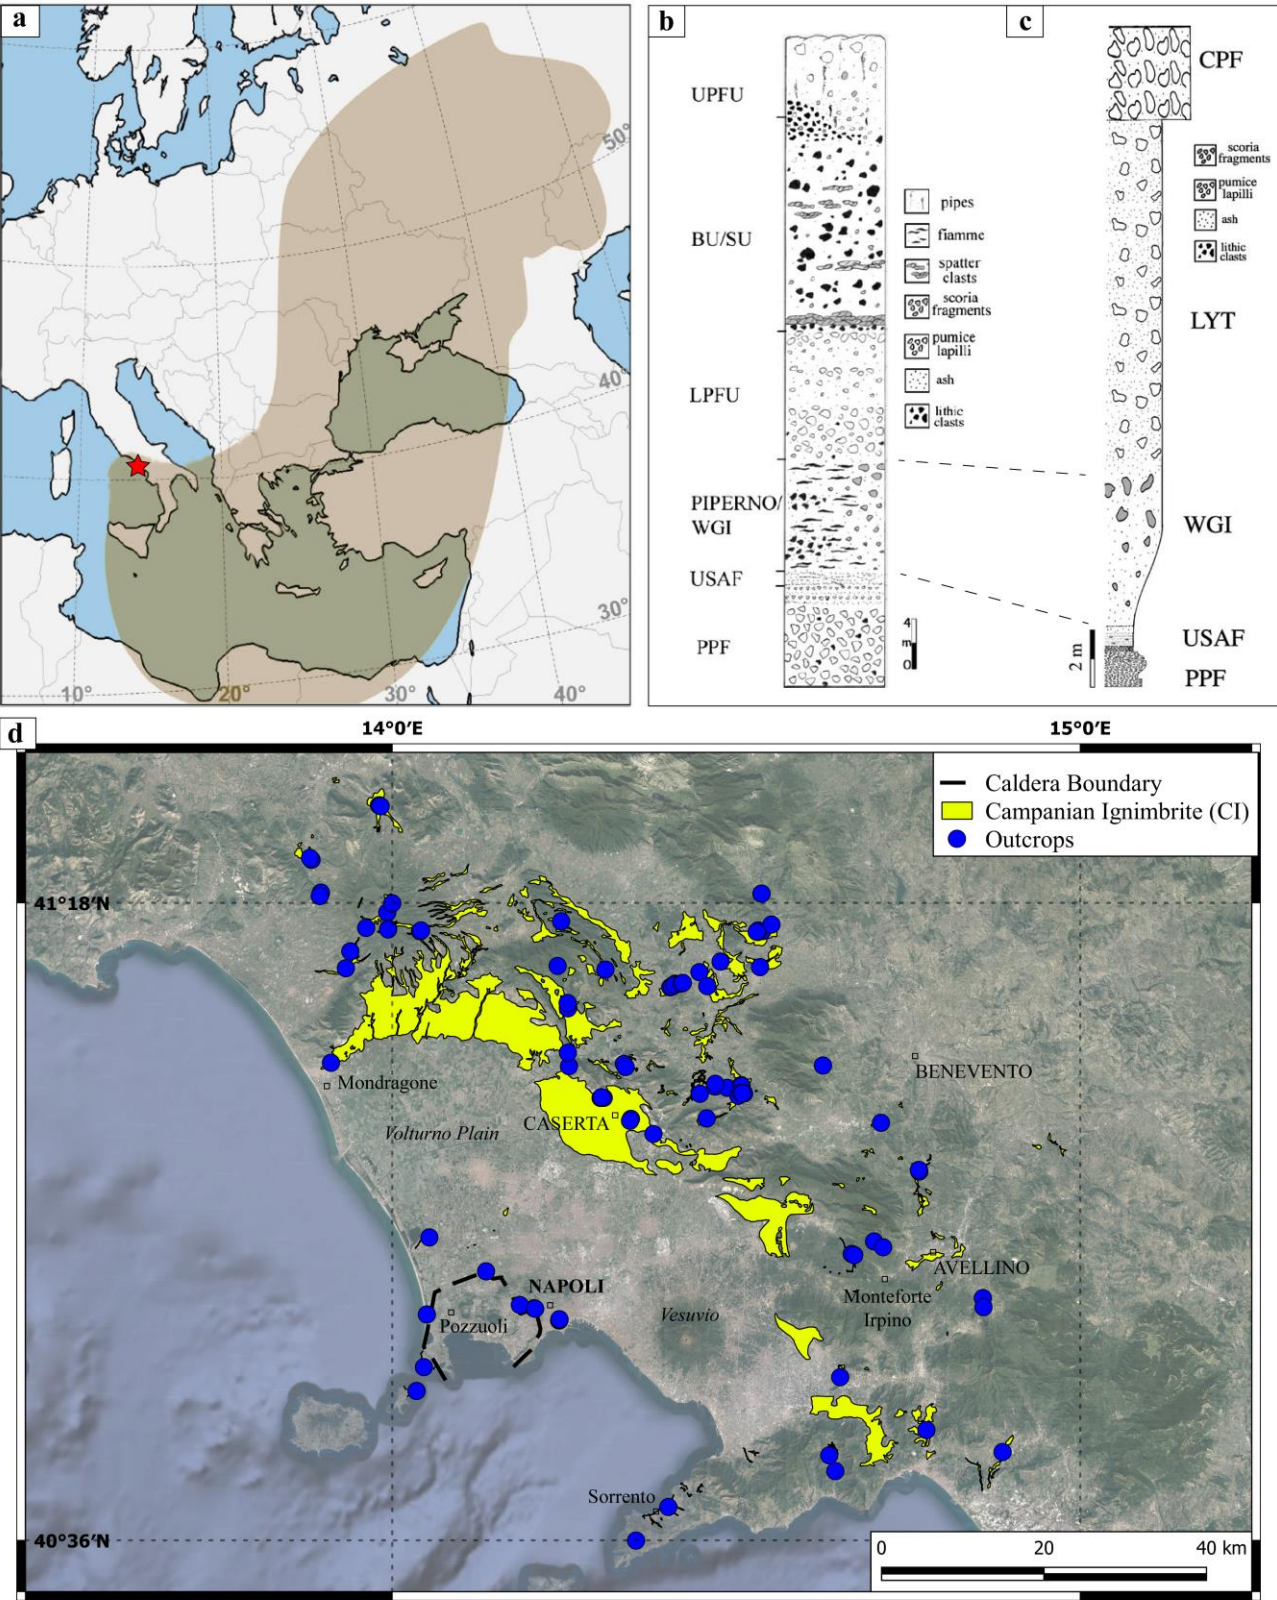 a
50°
40°
30°
10°
20°
30°
40°
b
UPFU
BU/SU
LPFU
PIPERNO/
WGI
USAF
PPF
pipes
fiamme
spatter
clasts
scoria
fragments
pumice
lapilli
ash
lithic
clasts
4
m
0
c
CPF
LYT
WGI
USAF
PPF
scoria
fragments
pumice
lapilli
ash
lithic
clasts
2 m
d
14°0′E
15°0′E
Caldera Boundary
Campanian Ignimbrite (CI)
Outcrops
41°18′N
BENEVENTO
Mondragone
CASERTA
Volturno Plain
AVELLINO
NAPOLI
Monteforte
Irpino
Vesuvio
Pozzuoli
Sorrento
40°36′N
0 20 40 km